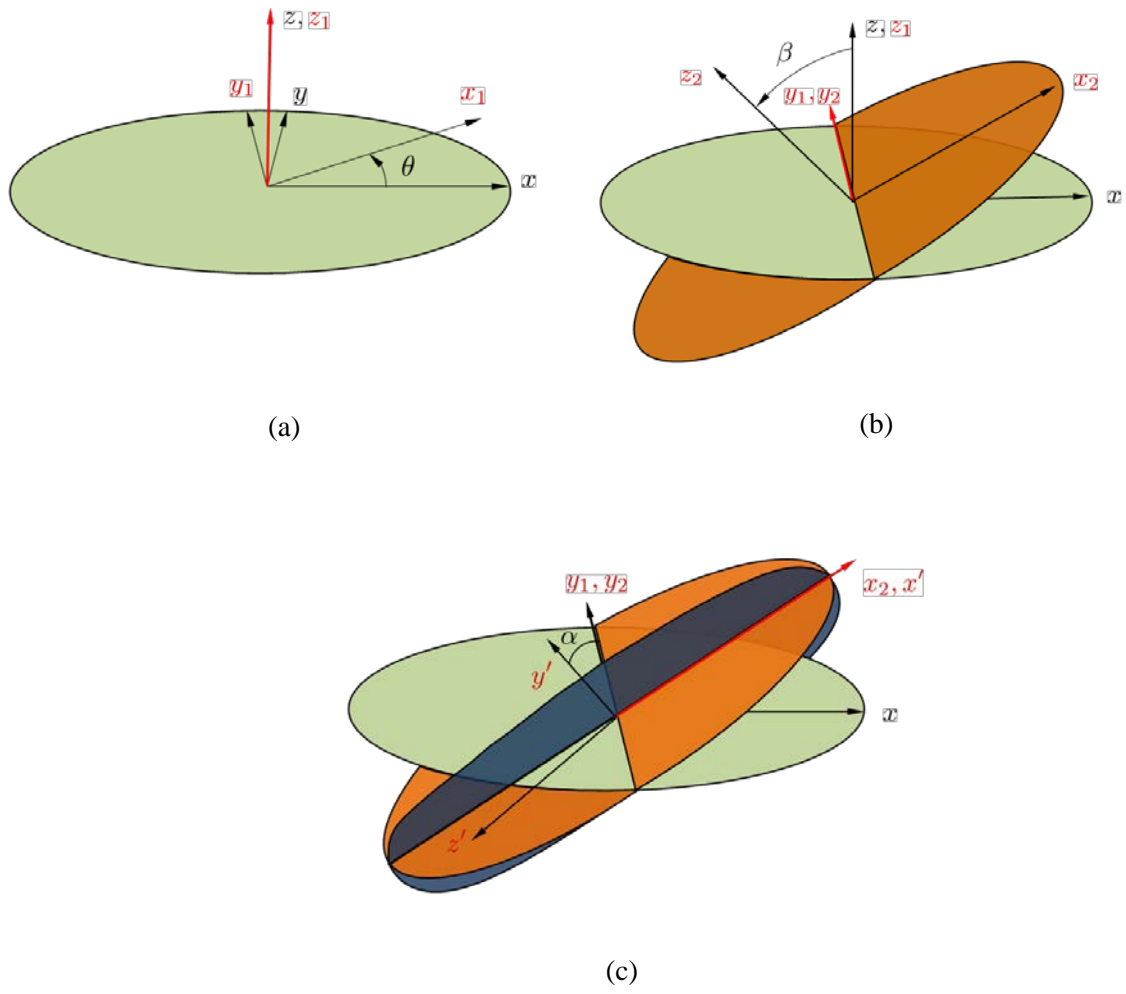 z, z₁
y₁ y x₁
θ
x
(a)
z, z₁
β
z₂
x₂
y₁, y₂
x
(b)
y₁, y₂
x₂, x′
α
y′
x
z′
(c)